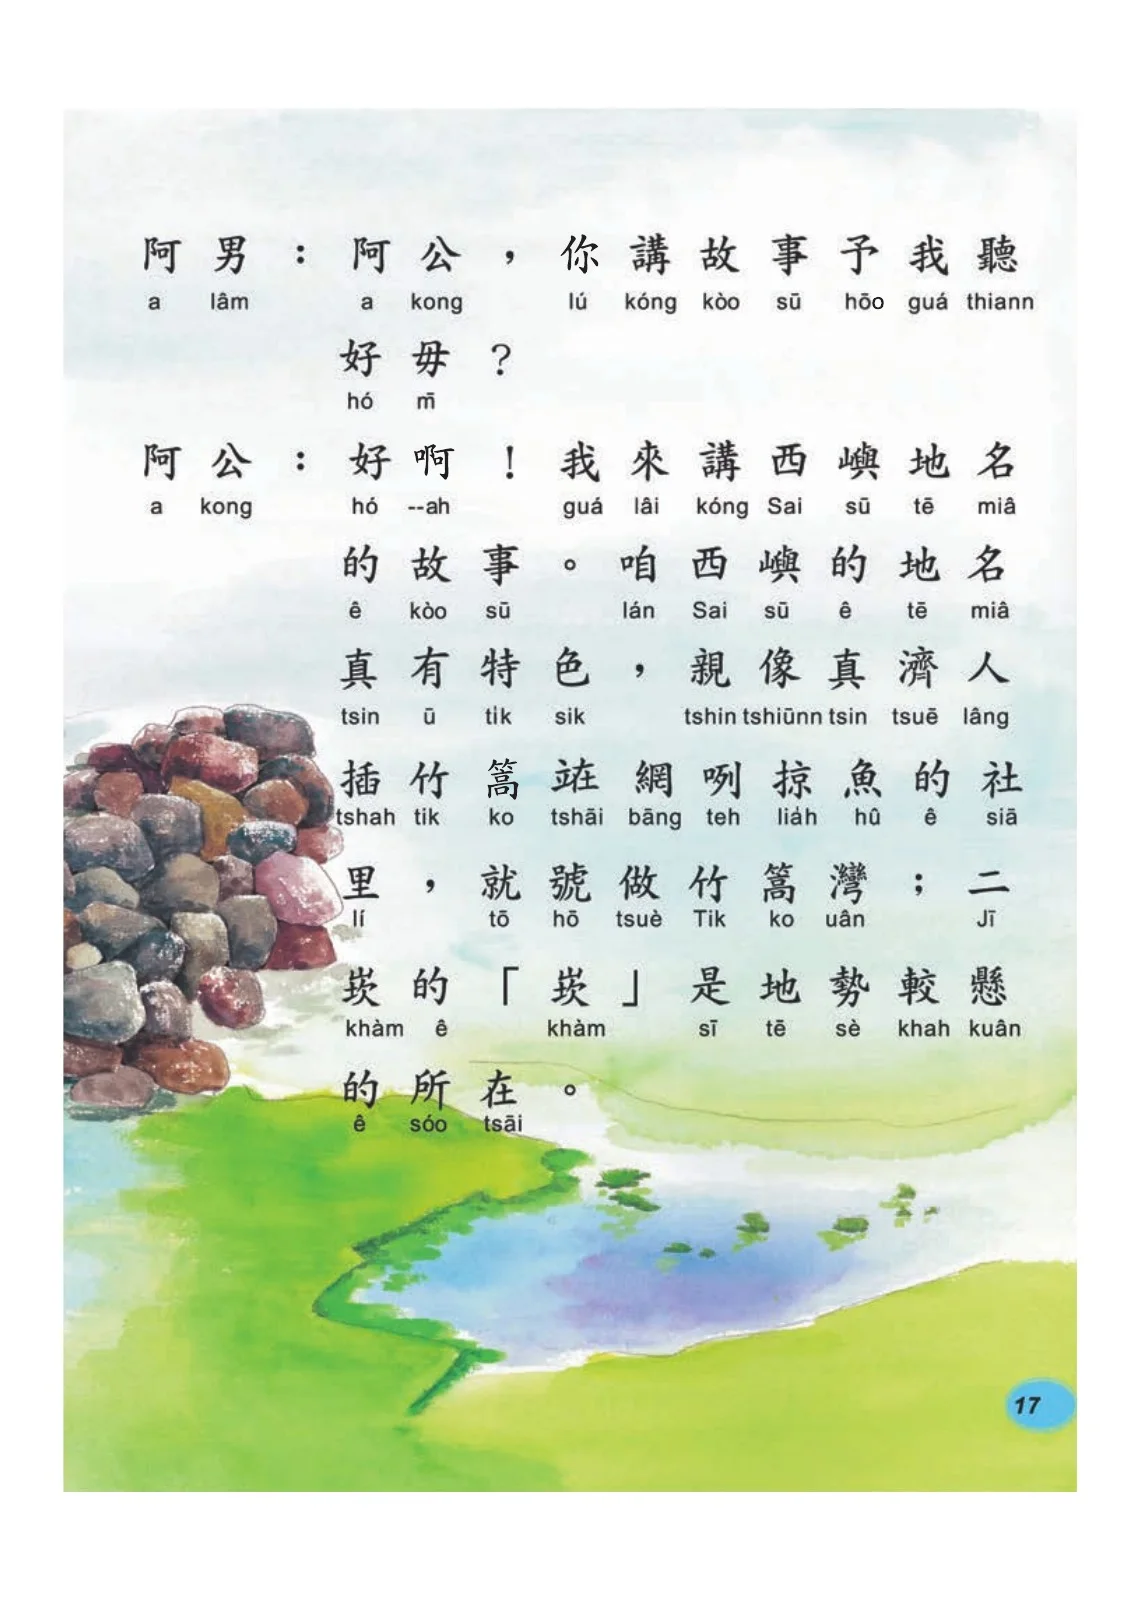 阿男：阿公，你講故事予我聽
a lâm a kong lú kóng kòo sū hōo guá thiann
好毋？
hó m̄
阿公：好啊！我來講西嶼地名
a kong hó --ah guá lâi kóng Sai sū tē miâ
的故事。咱西嶼的地名
ê kòo sū lán Sai sū ê tē miâ
真有特色，親像真濟人
tsin ū ti̍k sik tshin tshiūnn tsin tsuē lâng
插竹篙站網咧掠魚的社
tshah tik ko tshāi bāng teh lia̍h hû ê siā
里，就號做竹篙灣；二
lí tō hō tsuè Tik ko uân Jī
崁的「崁」是地勢較懸
khàm ê khàm sī tē sè khah kuân
的所在。
ê sóo tsāi
17